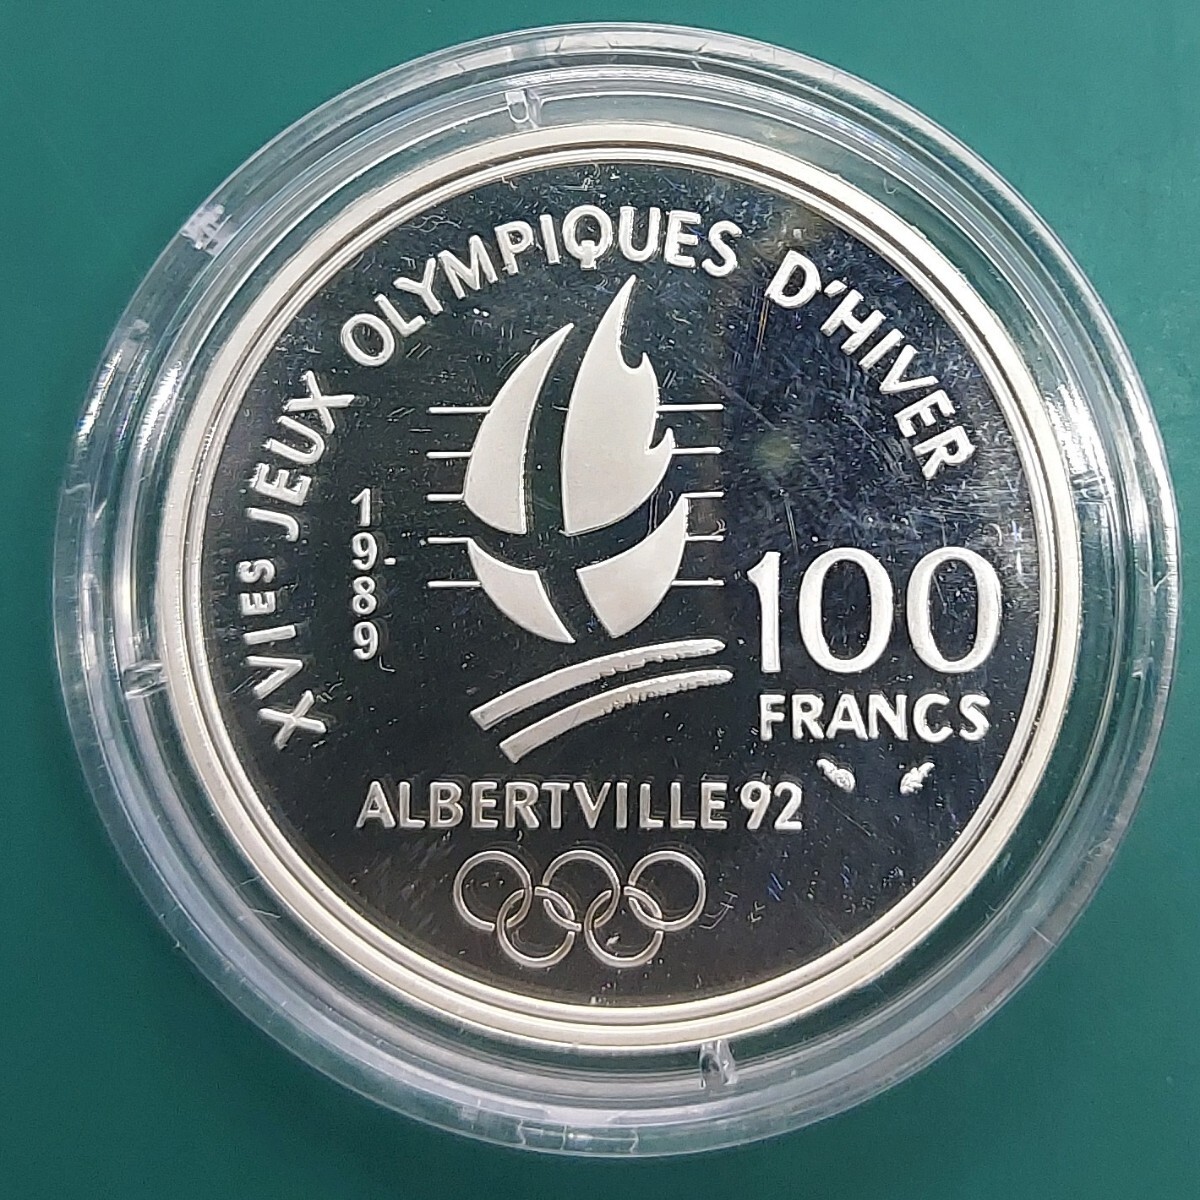 XVIES JEUX OLYMPIQUES D'HIVER
1989
100
FRANCS
ALBERTVILLE 92